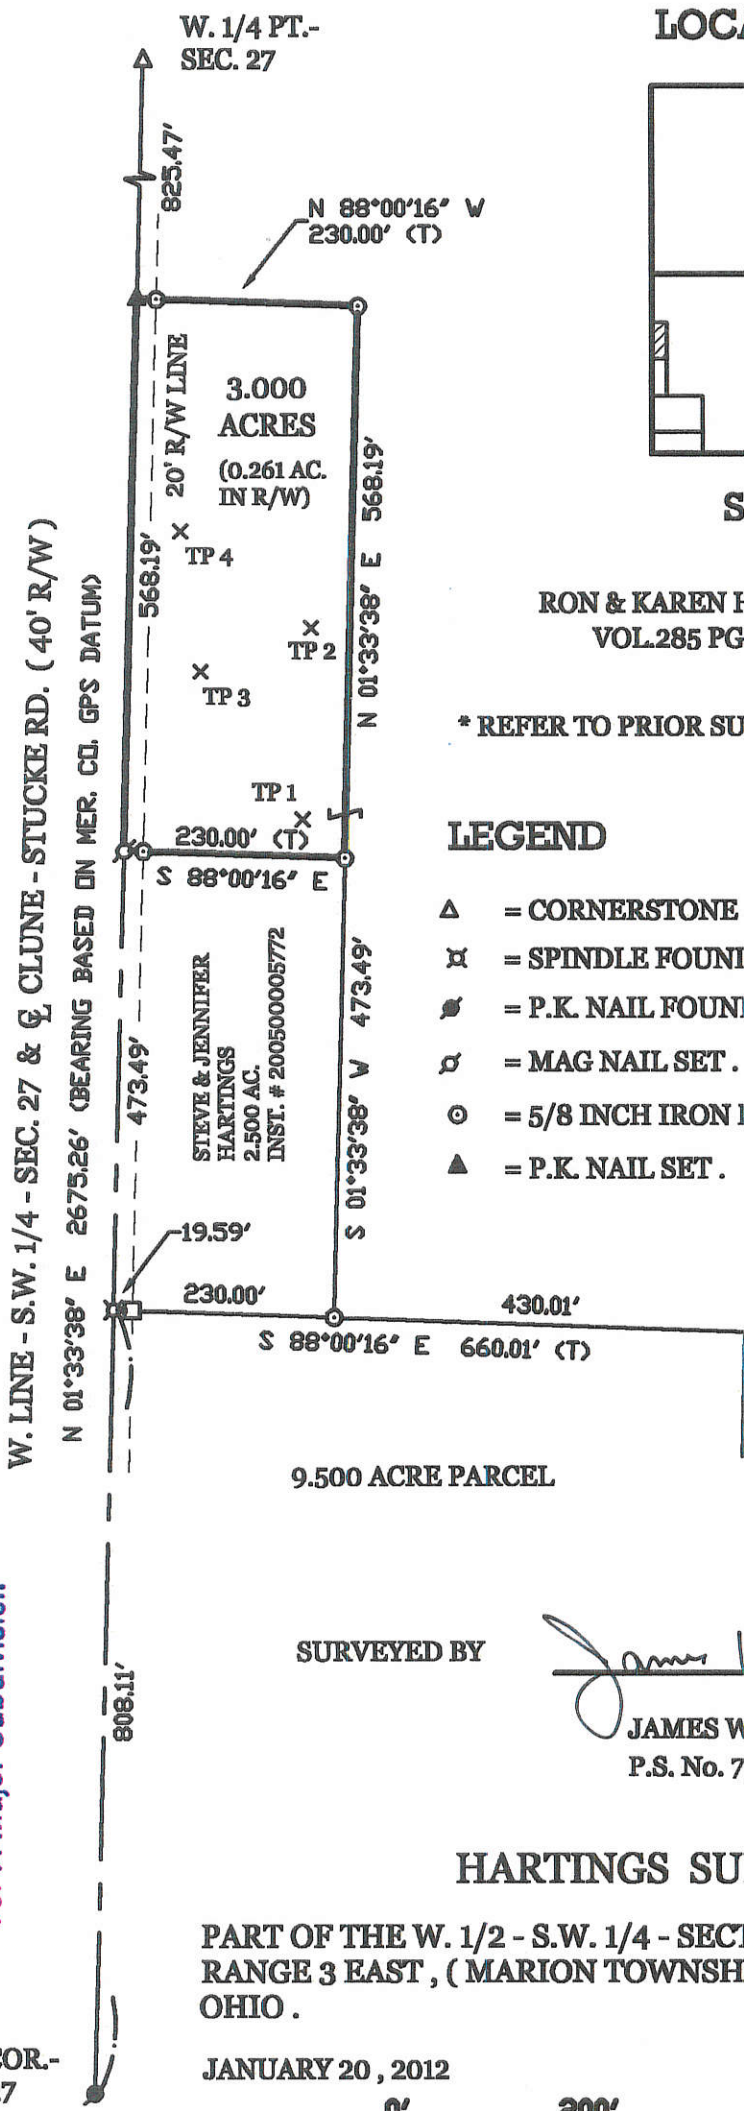 W. 1/4 PT.-
SEC. 27
825.47'
N 88°00'16" W
230.00' (T)
20' R/W LINE
3.000
ACRES
(0.261 AC.
IN R/W)
568.19'
N 01°33'38" E 568.19'
TP 4
TP 2
TP 3
TP 1
230.00' (T)
S 88°00'16" E
W. LINE - S.W. 1/4 - SEC. 27 & ℄ CLUNE - STUCKE RD. ( 40' R/W )
N 01°33'38" E 2675.26' (BEARING BASED ON MER. CO. GPS DATUM)
473.49'
STEVE & JENNIFER
HARTINGS
2.500 AC.
INST. # 200500005772
S 01°33'38" W 473.49'
19.59'
230.00'
430.01'
S 88°00'16" E 660.01' (T)
9.500 ACRE PARCEL
808.11'
LOCA
S
RON & KAREN H
VOL.285 PG
* REFER TO PRIOR SU
LEGEND
= CORNERSTONE
= SPINDLE FOUN
= P.K. NAIL FOUN
= MAG NAIL SET .
= 5/8 INCH IRON
= P.K. NAIL SET .
SURVEYED BY
James
JAMES W
P.S. No. 7
Major Subdivision
HARTINGS SU
PART OF THE W. 1/2 - S.W. 1/4 - SECT
RANGE 3 EAST , ( MARION TOWNSH
OHIO .
JANUARY 20 , 2012
COR.-
7
0'
200'